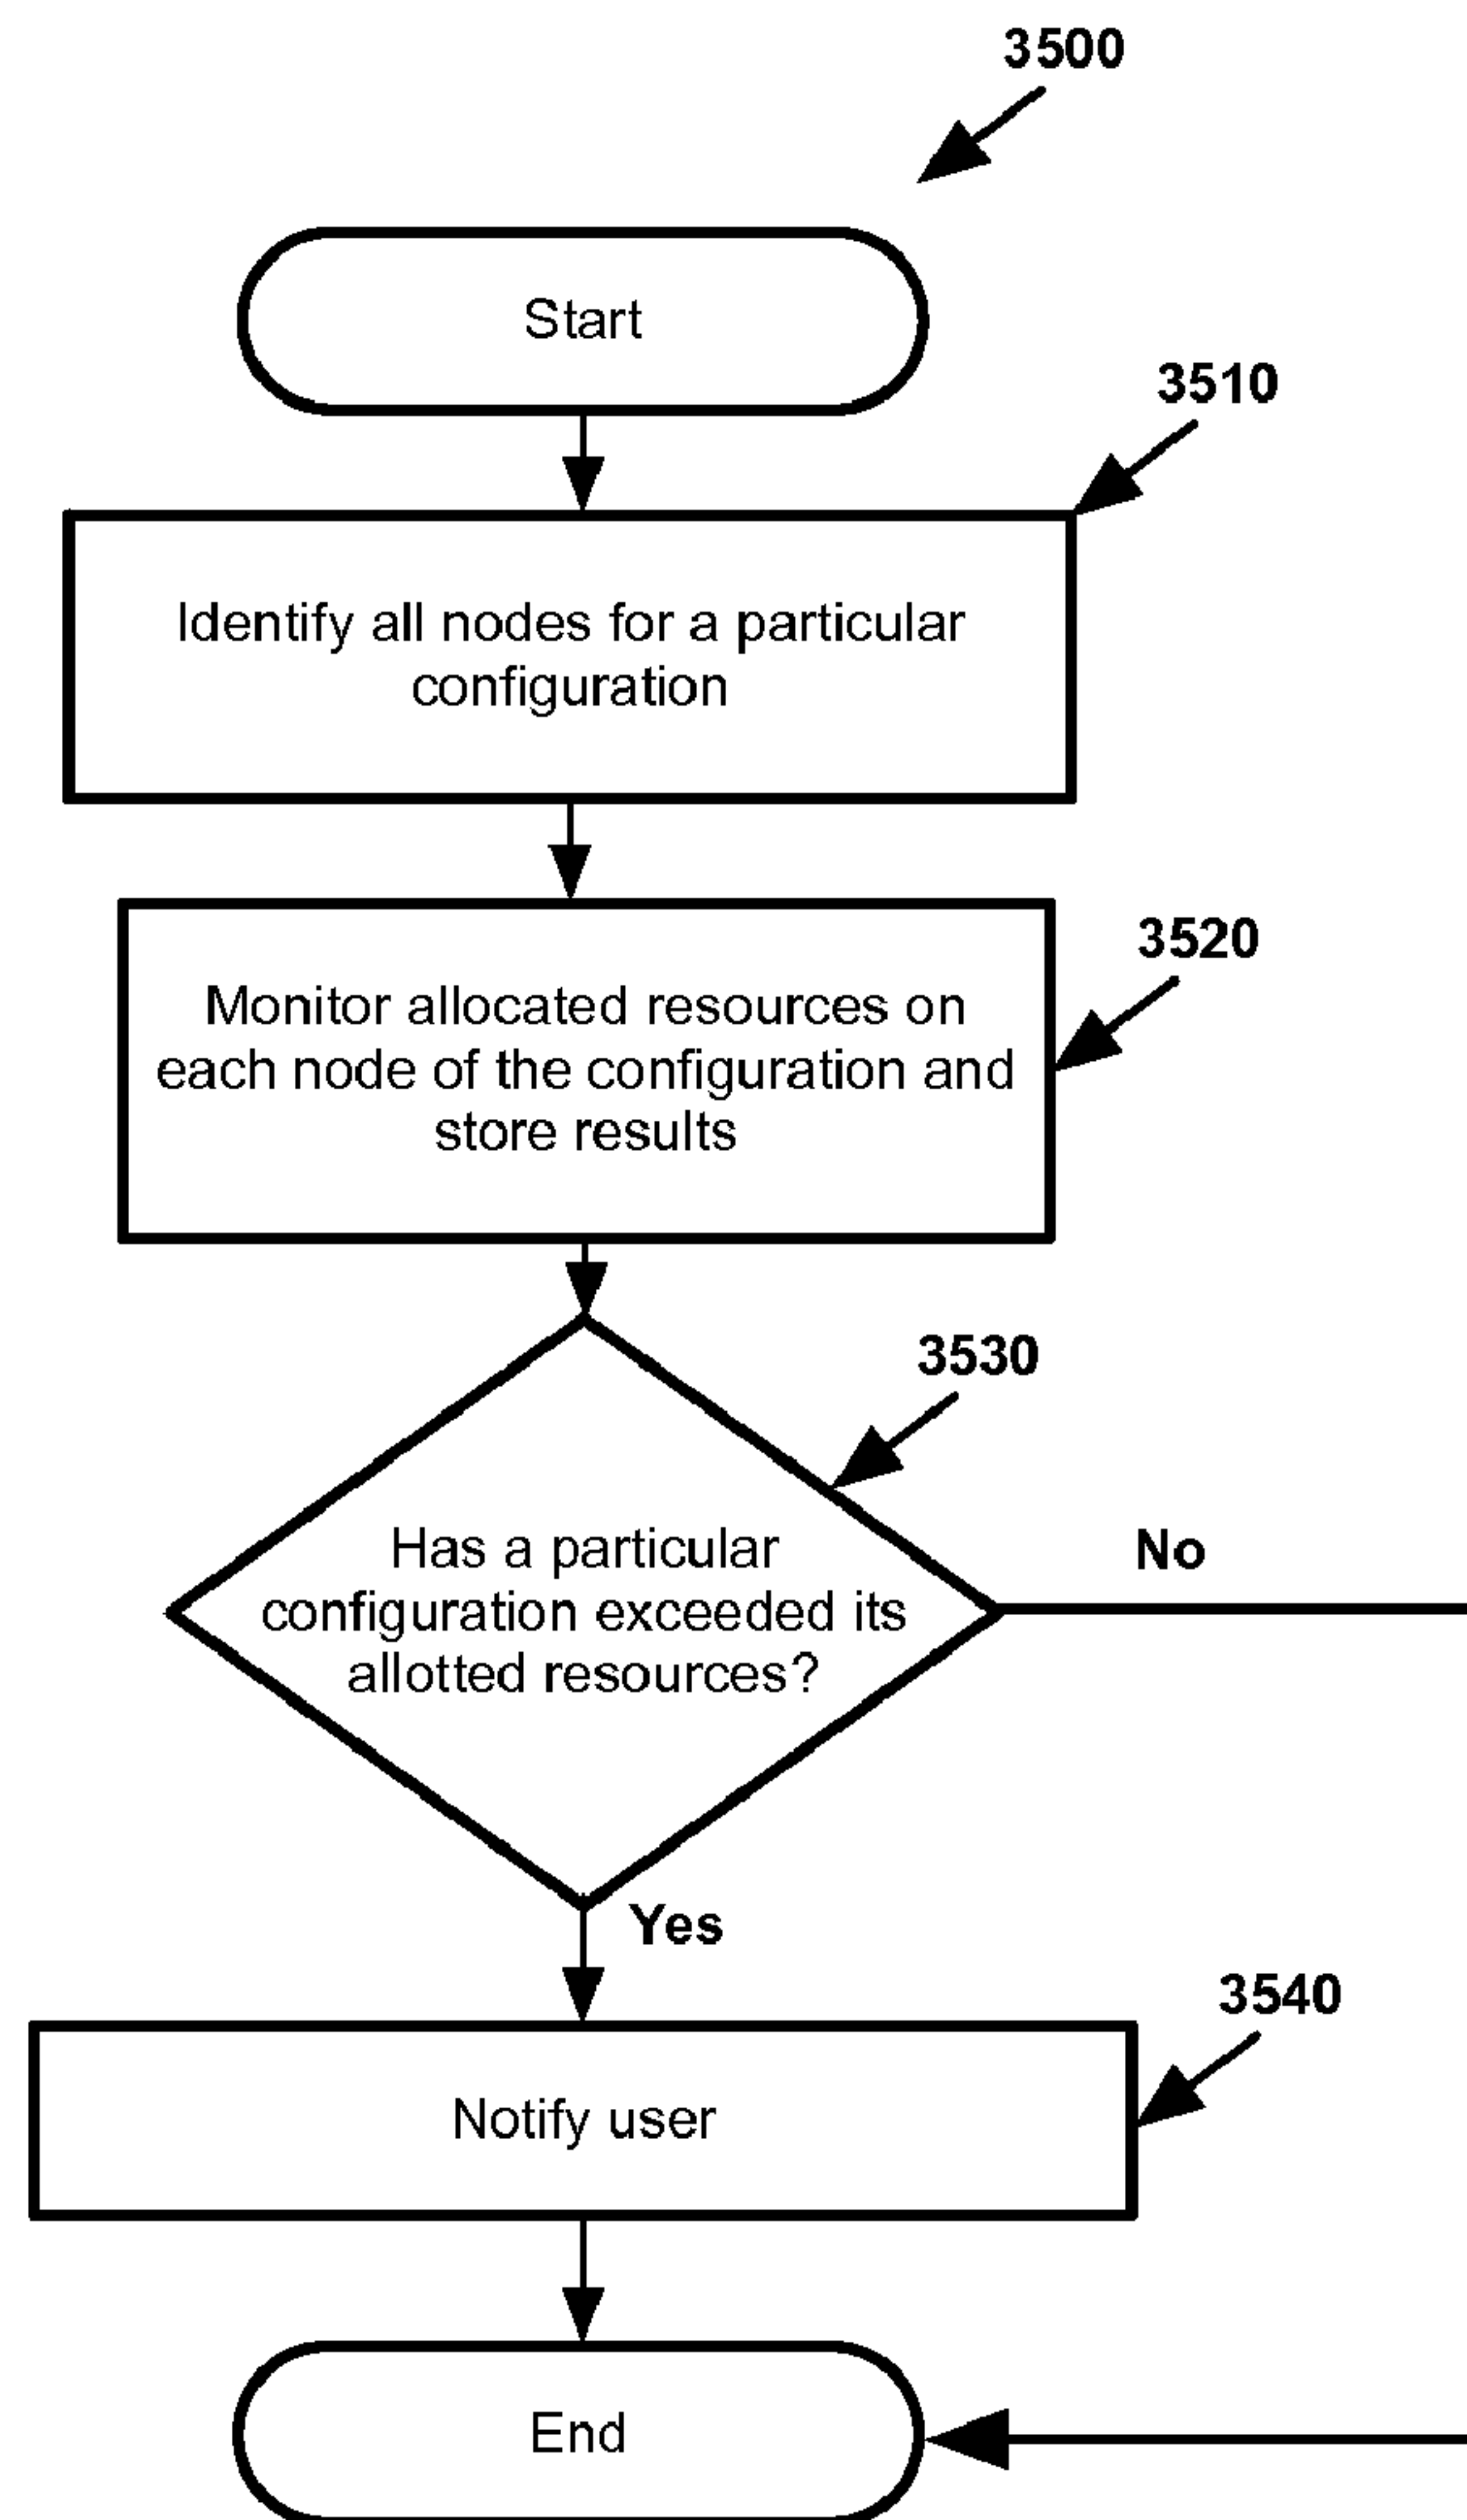 3500
Start
3510
Identify all nodes for a particular
configuration
3520
Monitor allocated resources on
each node of the configuration and
store results
3530
Has a particular
configuration exceeded its
allotted resources?
No
Yes
3540
Notify user
End